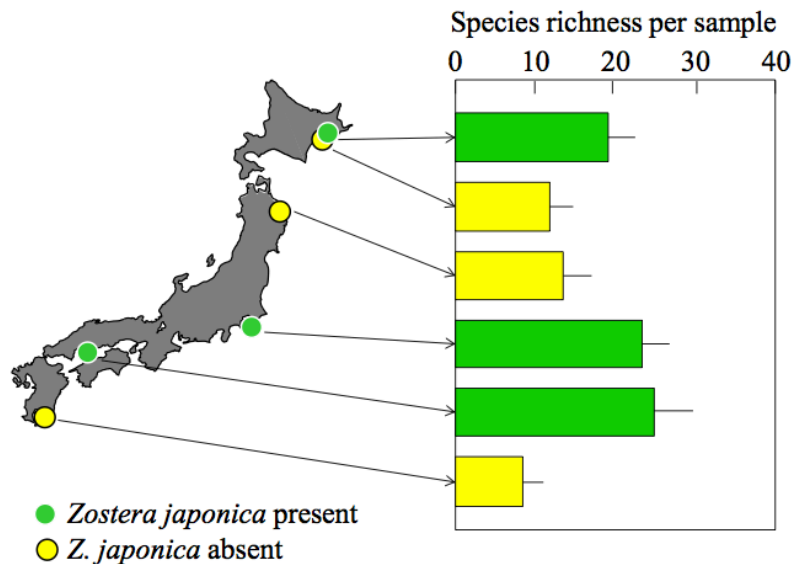 Species richness per sample
0 10 20 30 40
Zostera japonica present
Z. japonica absent